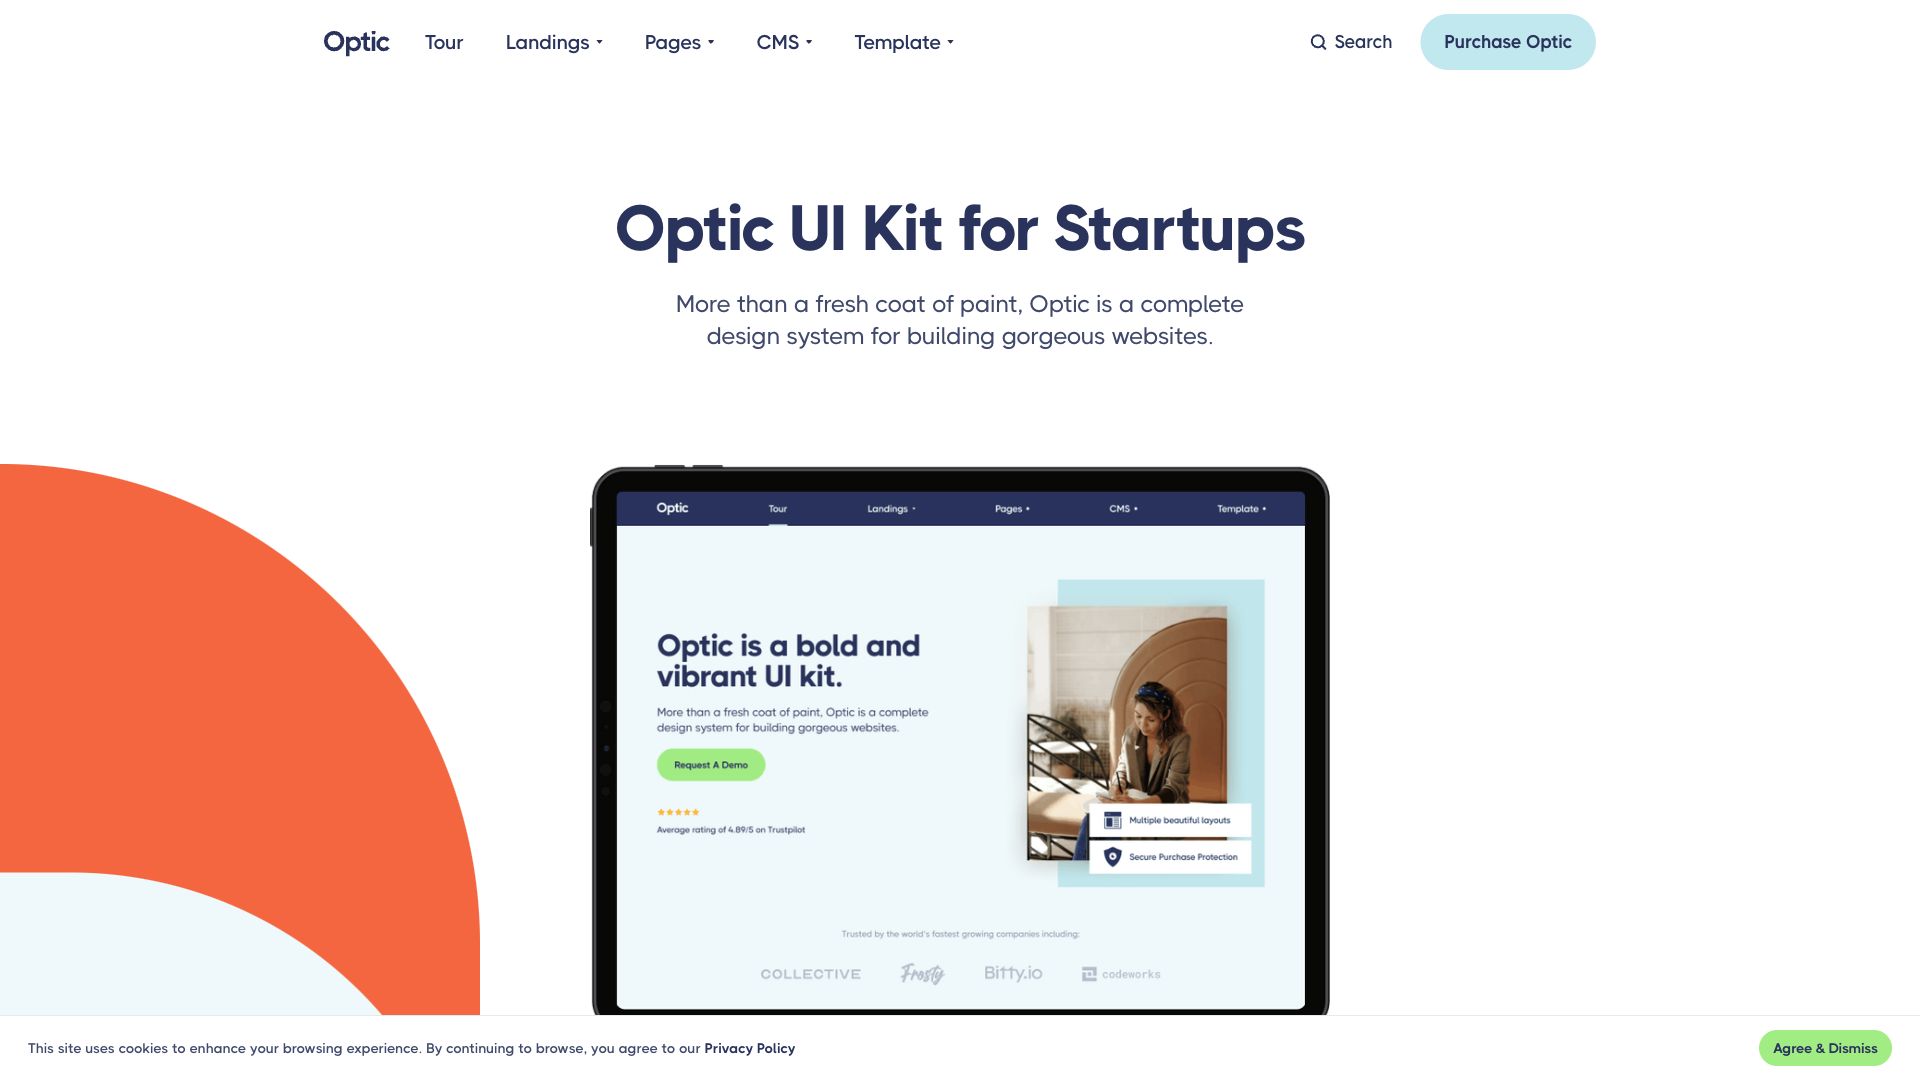 Optic
Tour
Landings
Pages
CMS
Template
Search
Purchase Optic
Optic UI Kit for Startups
More than a fresh coat of paint, Optic is a complete
design system for building gorgeous websites.
Optic
Tour
Landings
Pages
CMS
Template
Optic is a bold and
vibrant UI kit.
More than a fresh coat of paint, Optic is a complete
design system for building gorgeous websites.
Request A Demo
Average rating of 4.89/5 on Trustpilot
Multiple beautiful layouts
Secure Purchase Protection
Trusted by the world's fastest growing companies including:
COLLECTIVE
Frosty
Bitty.io
codeworks
This site uses cookies to enhance your browsing experience. By continuing to browse, you agree to our Privacy Policy
Agree & Dismiss